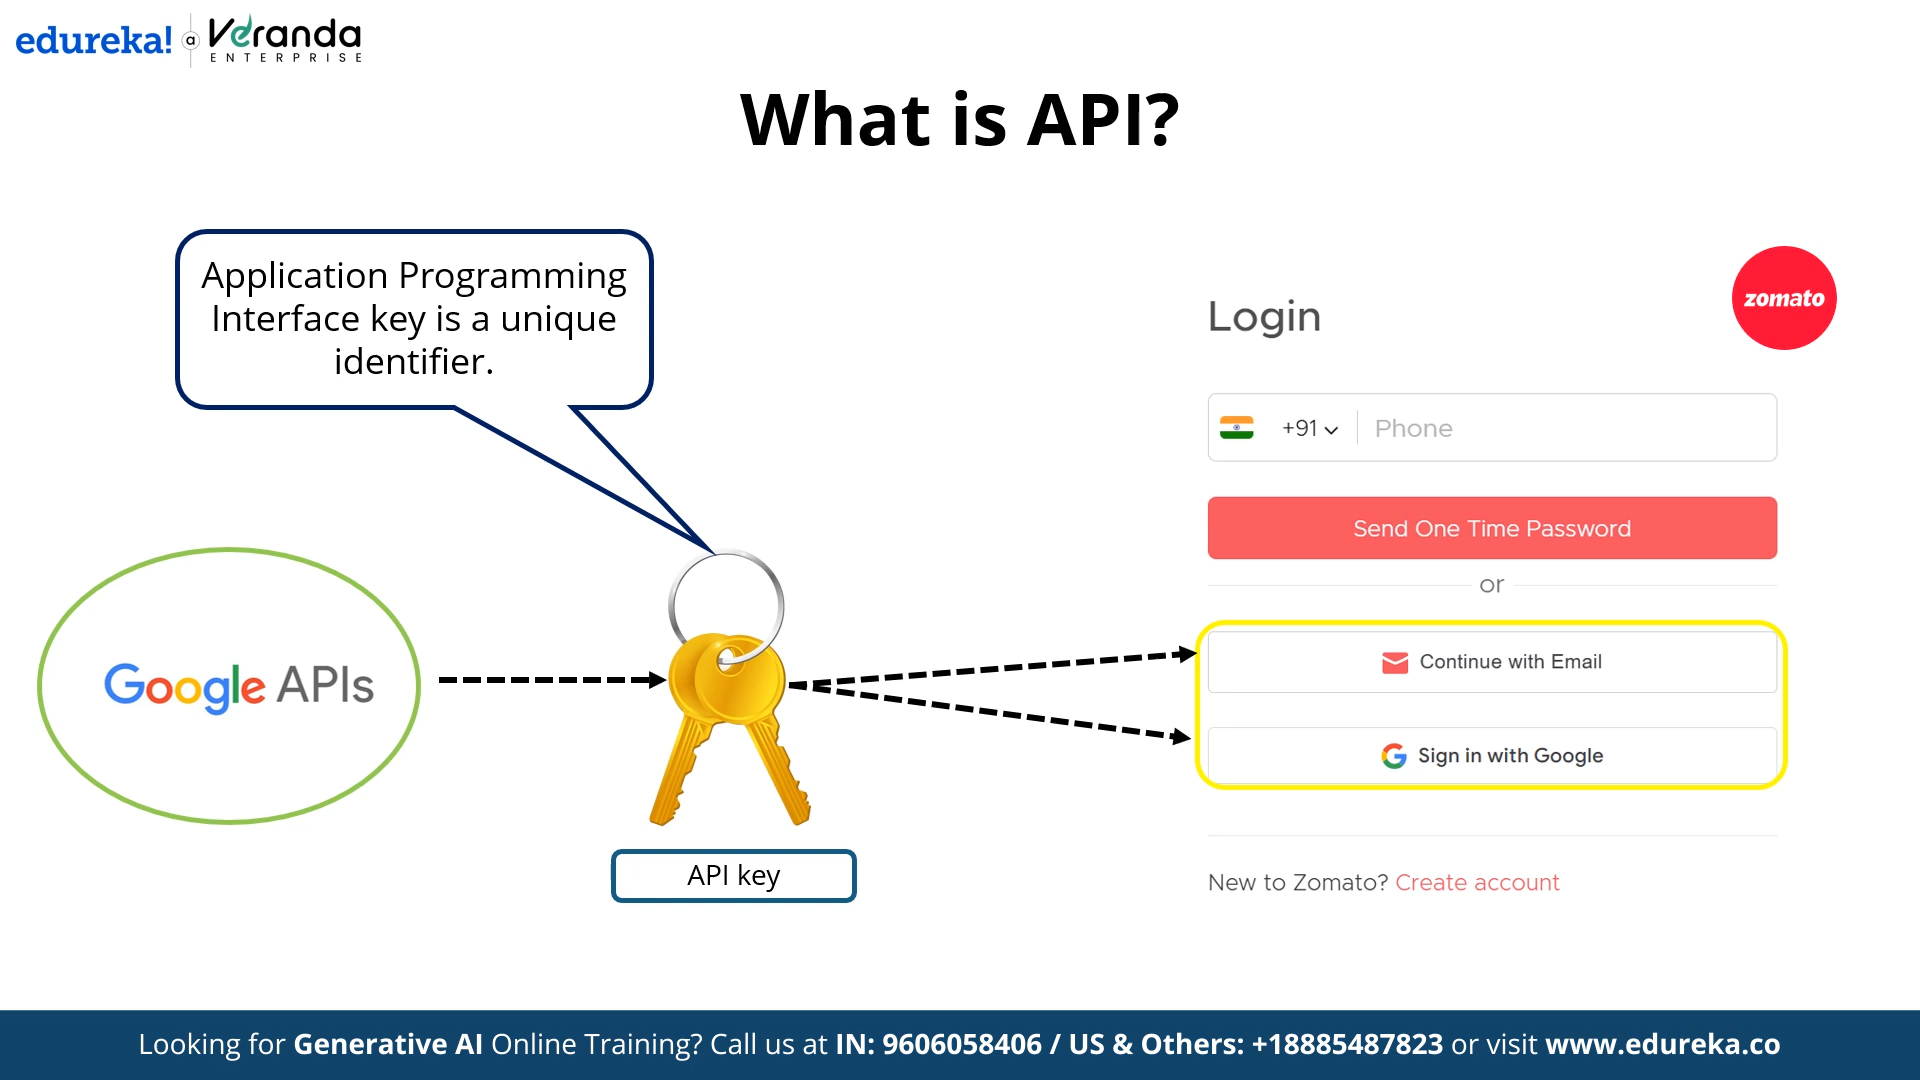 edureka! a Veranda
ENTERPRISE
What is API?
Application Programming
Interface key is a unique
identifier.
zomato
Login
+91 Phone
Send One Time Password
or
Google APIs
Continue with Email
Sign in with Google
API key
New to Zomato? Create account
Looking for Generative AI Online Training? Call us at IN: 9606058406 / US & Others: +18885487823 or visit www.edureka.co